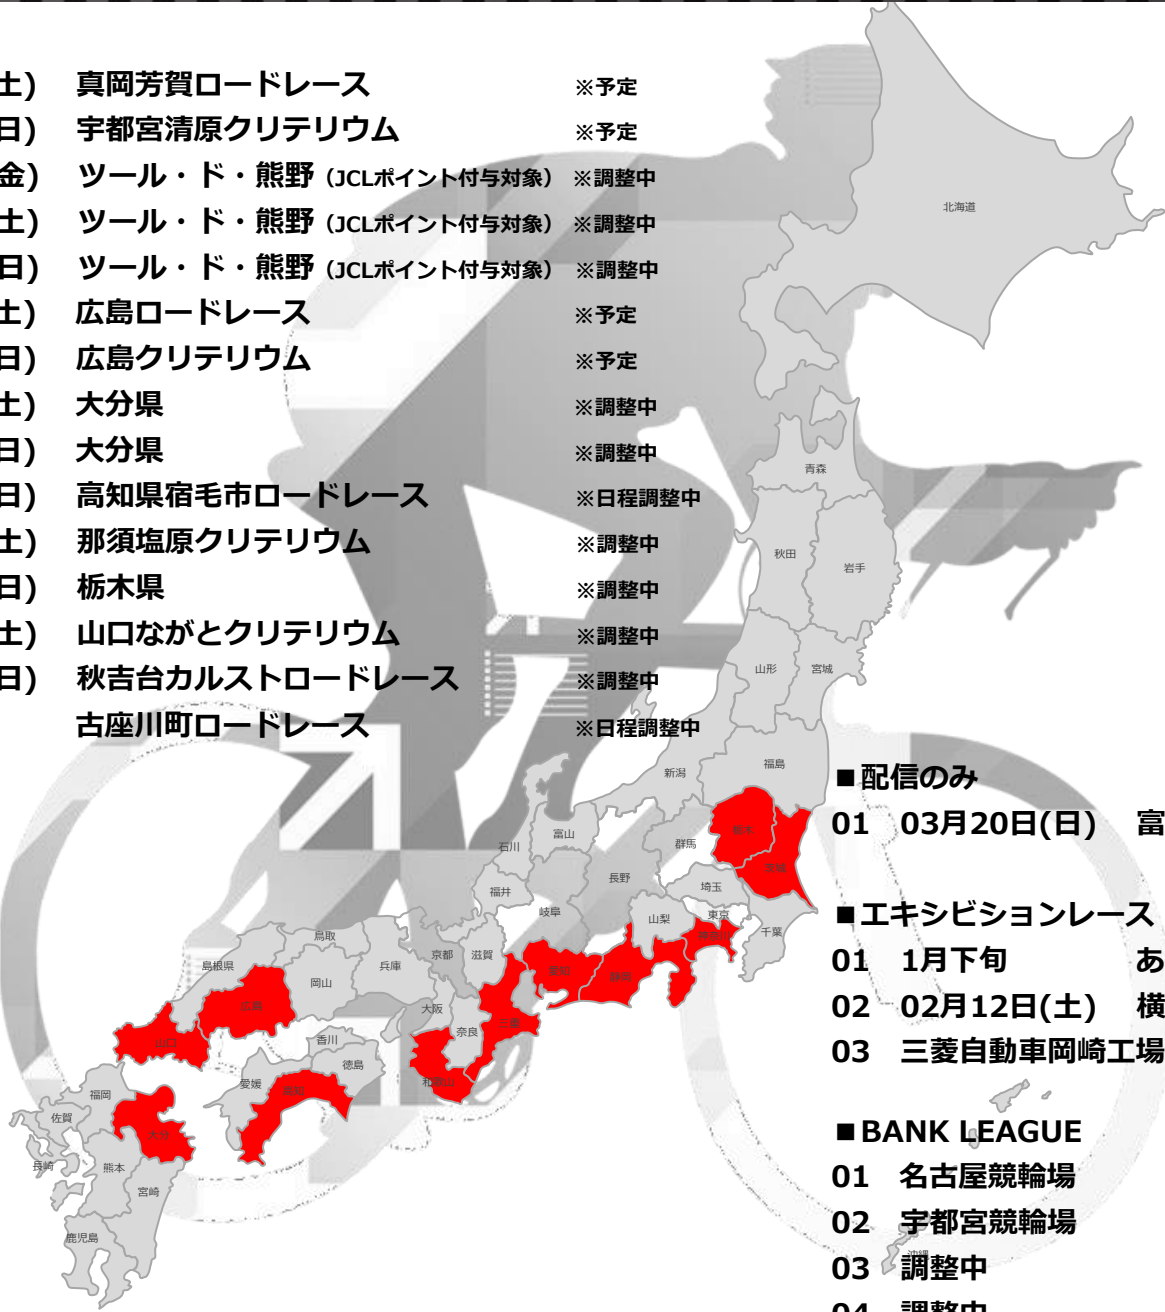 土) 真岡芳賀ロードレース ※予定
日) 宇都宮清原クリテリウム ※予定
金) ツール・ド・熊野（JCLポイント付与対象） ※調整中
土) ツール・ド・熊野（JCLポイント付与対象） ※調整中
日) ツール・ド・熊野（JCLポイント付与対象） ※調整中
土) 広島ロードレース ※予定
日) 広島クリテリウム ※予定
土) 大分県 ※調整中
日) 大分県 ※調整中
日) 高知県宿毛市ロードレース ※日程調整中
土) 那須塩原クリテリウム ※調整中
日) 栃木県 ※調整中
土) 山口ながとクリテリウム ※調整中
日) 秋吉台カルストロードレース ※調整中
古座川町ロードレース ※日程調整中
■配信のみ
01 03月20日(日) 富
■エキシビションレース
01 1月下旬 あ
02 02月12日(土) 横
03 三菱自動車岡崎工場
■BANK LEAGUE
01 名古屋競輪場
02 宇都宮競輪場
03 調整中
04 調整中
北海道
青森
秋田
岩手
山形
宮城
新潟
福島
富山
石川
群馬
栃木
茨城
福井
長野
埼玉
岐阜
山梨
東京
神奈川
千葉
鳥取
島根県
岡山
兵庫
京都
滋賀
愛知
静岡
広島
大阪
奈良
三重
山口
香川
徳島
愛媛
高知
和歌山
福岡
佐賀
大分
長崎
熊本
宮崎
鹿児島
沖縄